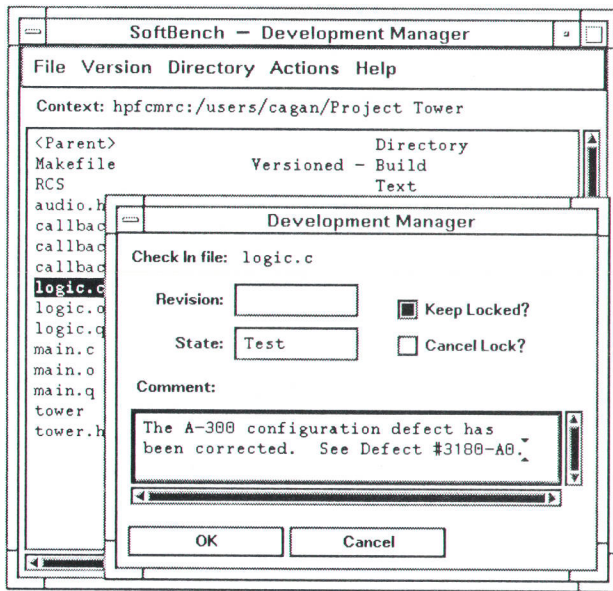 SoftBench — Development Manager
File Version Directory Actions Help
Context: hpfcmrc:/users/cagan/Project Tower
<Parent> Directory
Makefile Versioned - Build
RCS Text
audio.h
callbac
callbac
callbac
logic.c
logic.o
logic.q
main.c
main.o
main.q
tower
tower.h
Development Manager
Check In file: logic.c
Revision:
Keep Locked?
State: Test
Cancel Lock?
Comment:
The A-300 configuration defect has
been corrected. See Defect #3180-A0.
OK Cancel